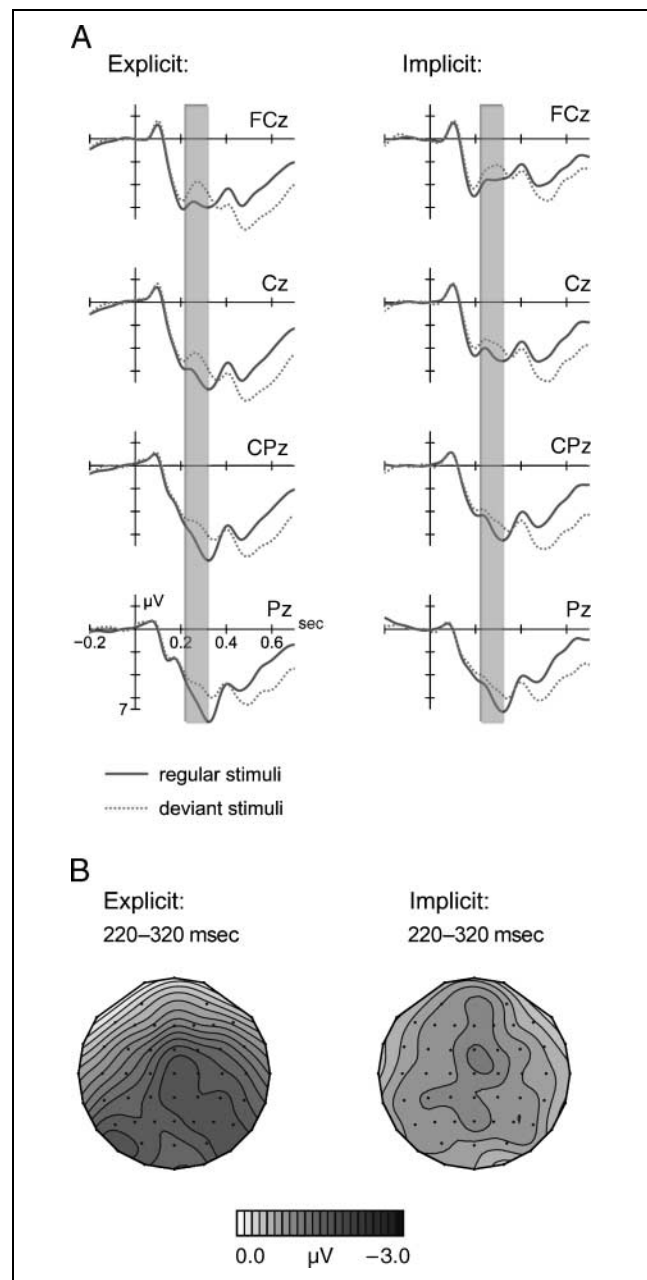 A
Explicit: Implicit:
FCz FCz
Cz Cz
CPz CPz
µV Pz Pz
−0.2 0.2 0.4 0.6 sec
7
regular stimuli
deviant stimuli
B
Explicit: Implicit:
220–320 msec 220–320 msec
0.0 µV −3.0